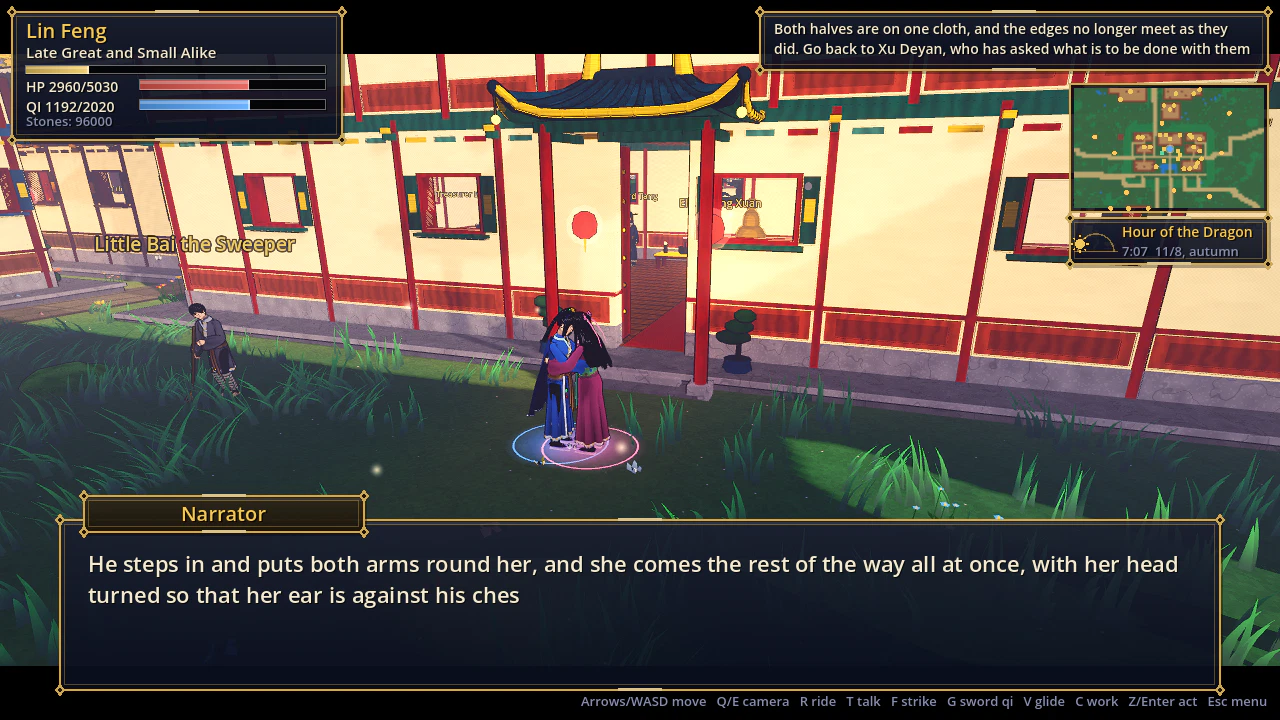 Lin Feng
Late Great and Small Alike
HP 2960/5030
QI 1192/2020
Stones: 96000
Both halves are on one cloth, and the edges no longer meet as they
did. Go back to Xu Deyan, who has asked what is to be done with them
Hour of the Dragon
7:07 11/8, autumn
Treasurer
Xuan
Little Bai the Sweeper
Narrator
He steps in and puts both arms round her, and she comes the rest of the way all at once, with her head
turned so that her ear is against his ches
Arrows/WASD move Q/E camera R ride T talk F strike G sword qi V glide C work Z/Enter act Esc menu